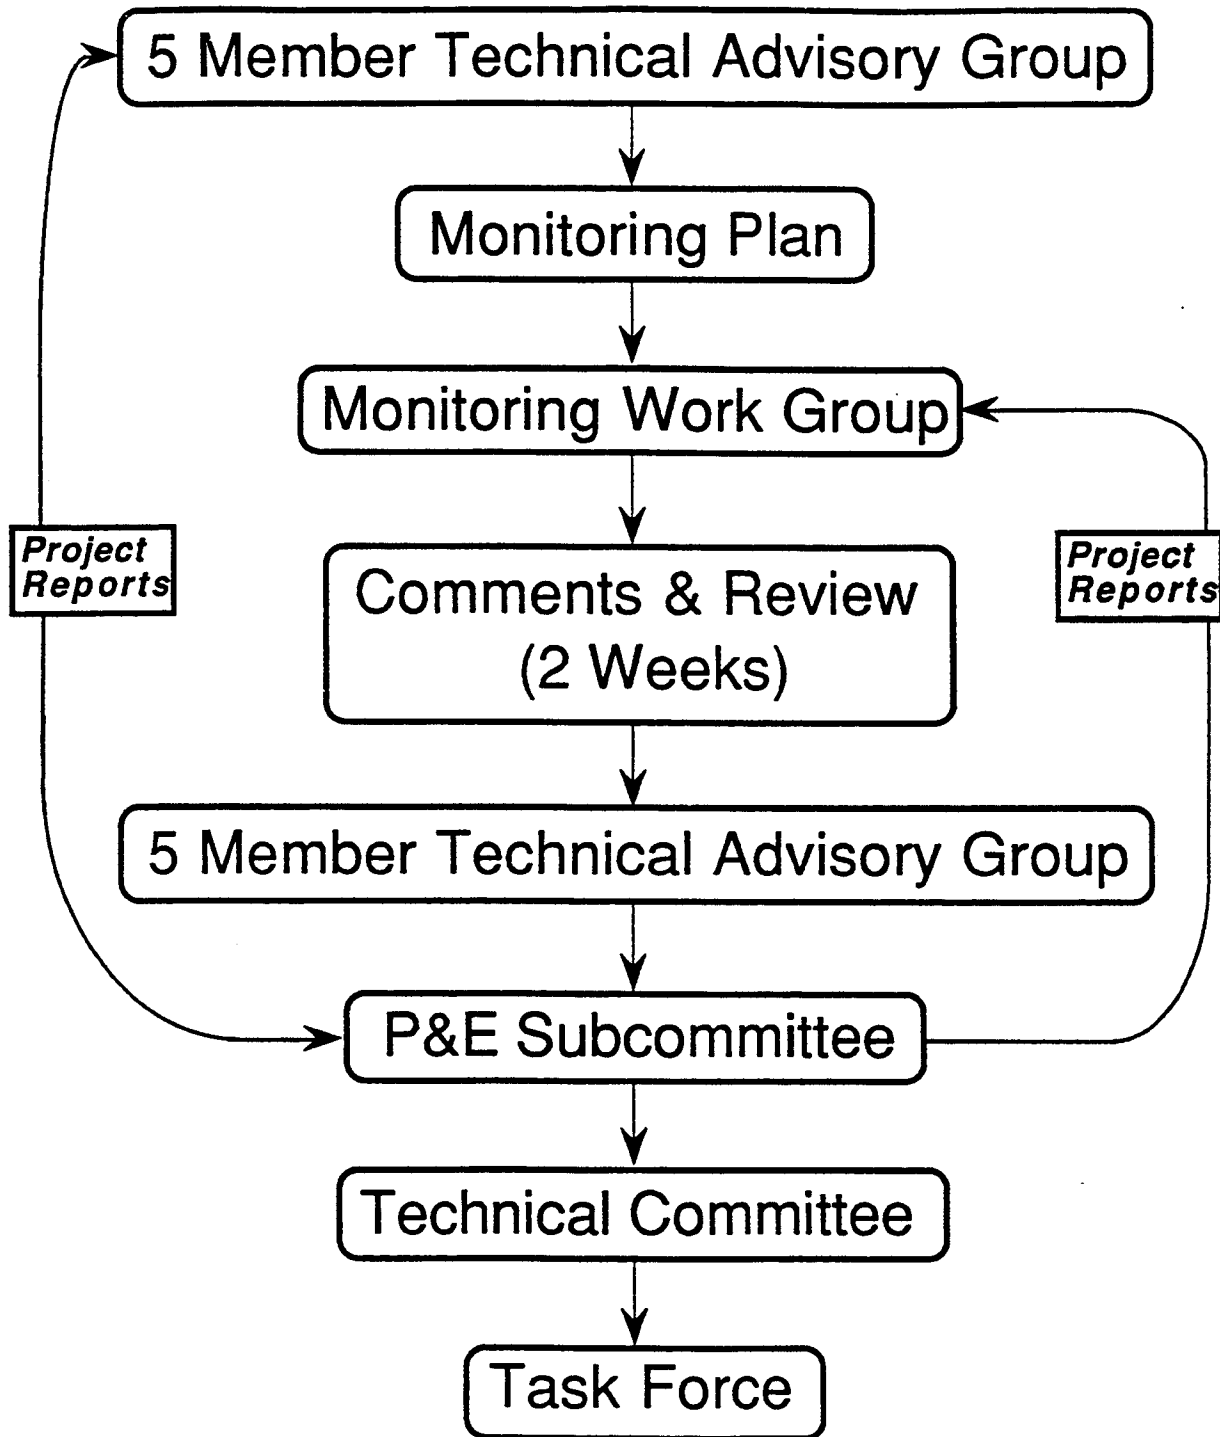 5 Member Technical Advisory Group
Monitoring Plan
Monitoring Work Group
Project
Reports
Project
Reports
Comments & Review
(2 Weeks)
5 Member Technical Advisory Group
P&E Subcommittee
Technical Committee
Task Force